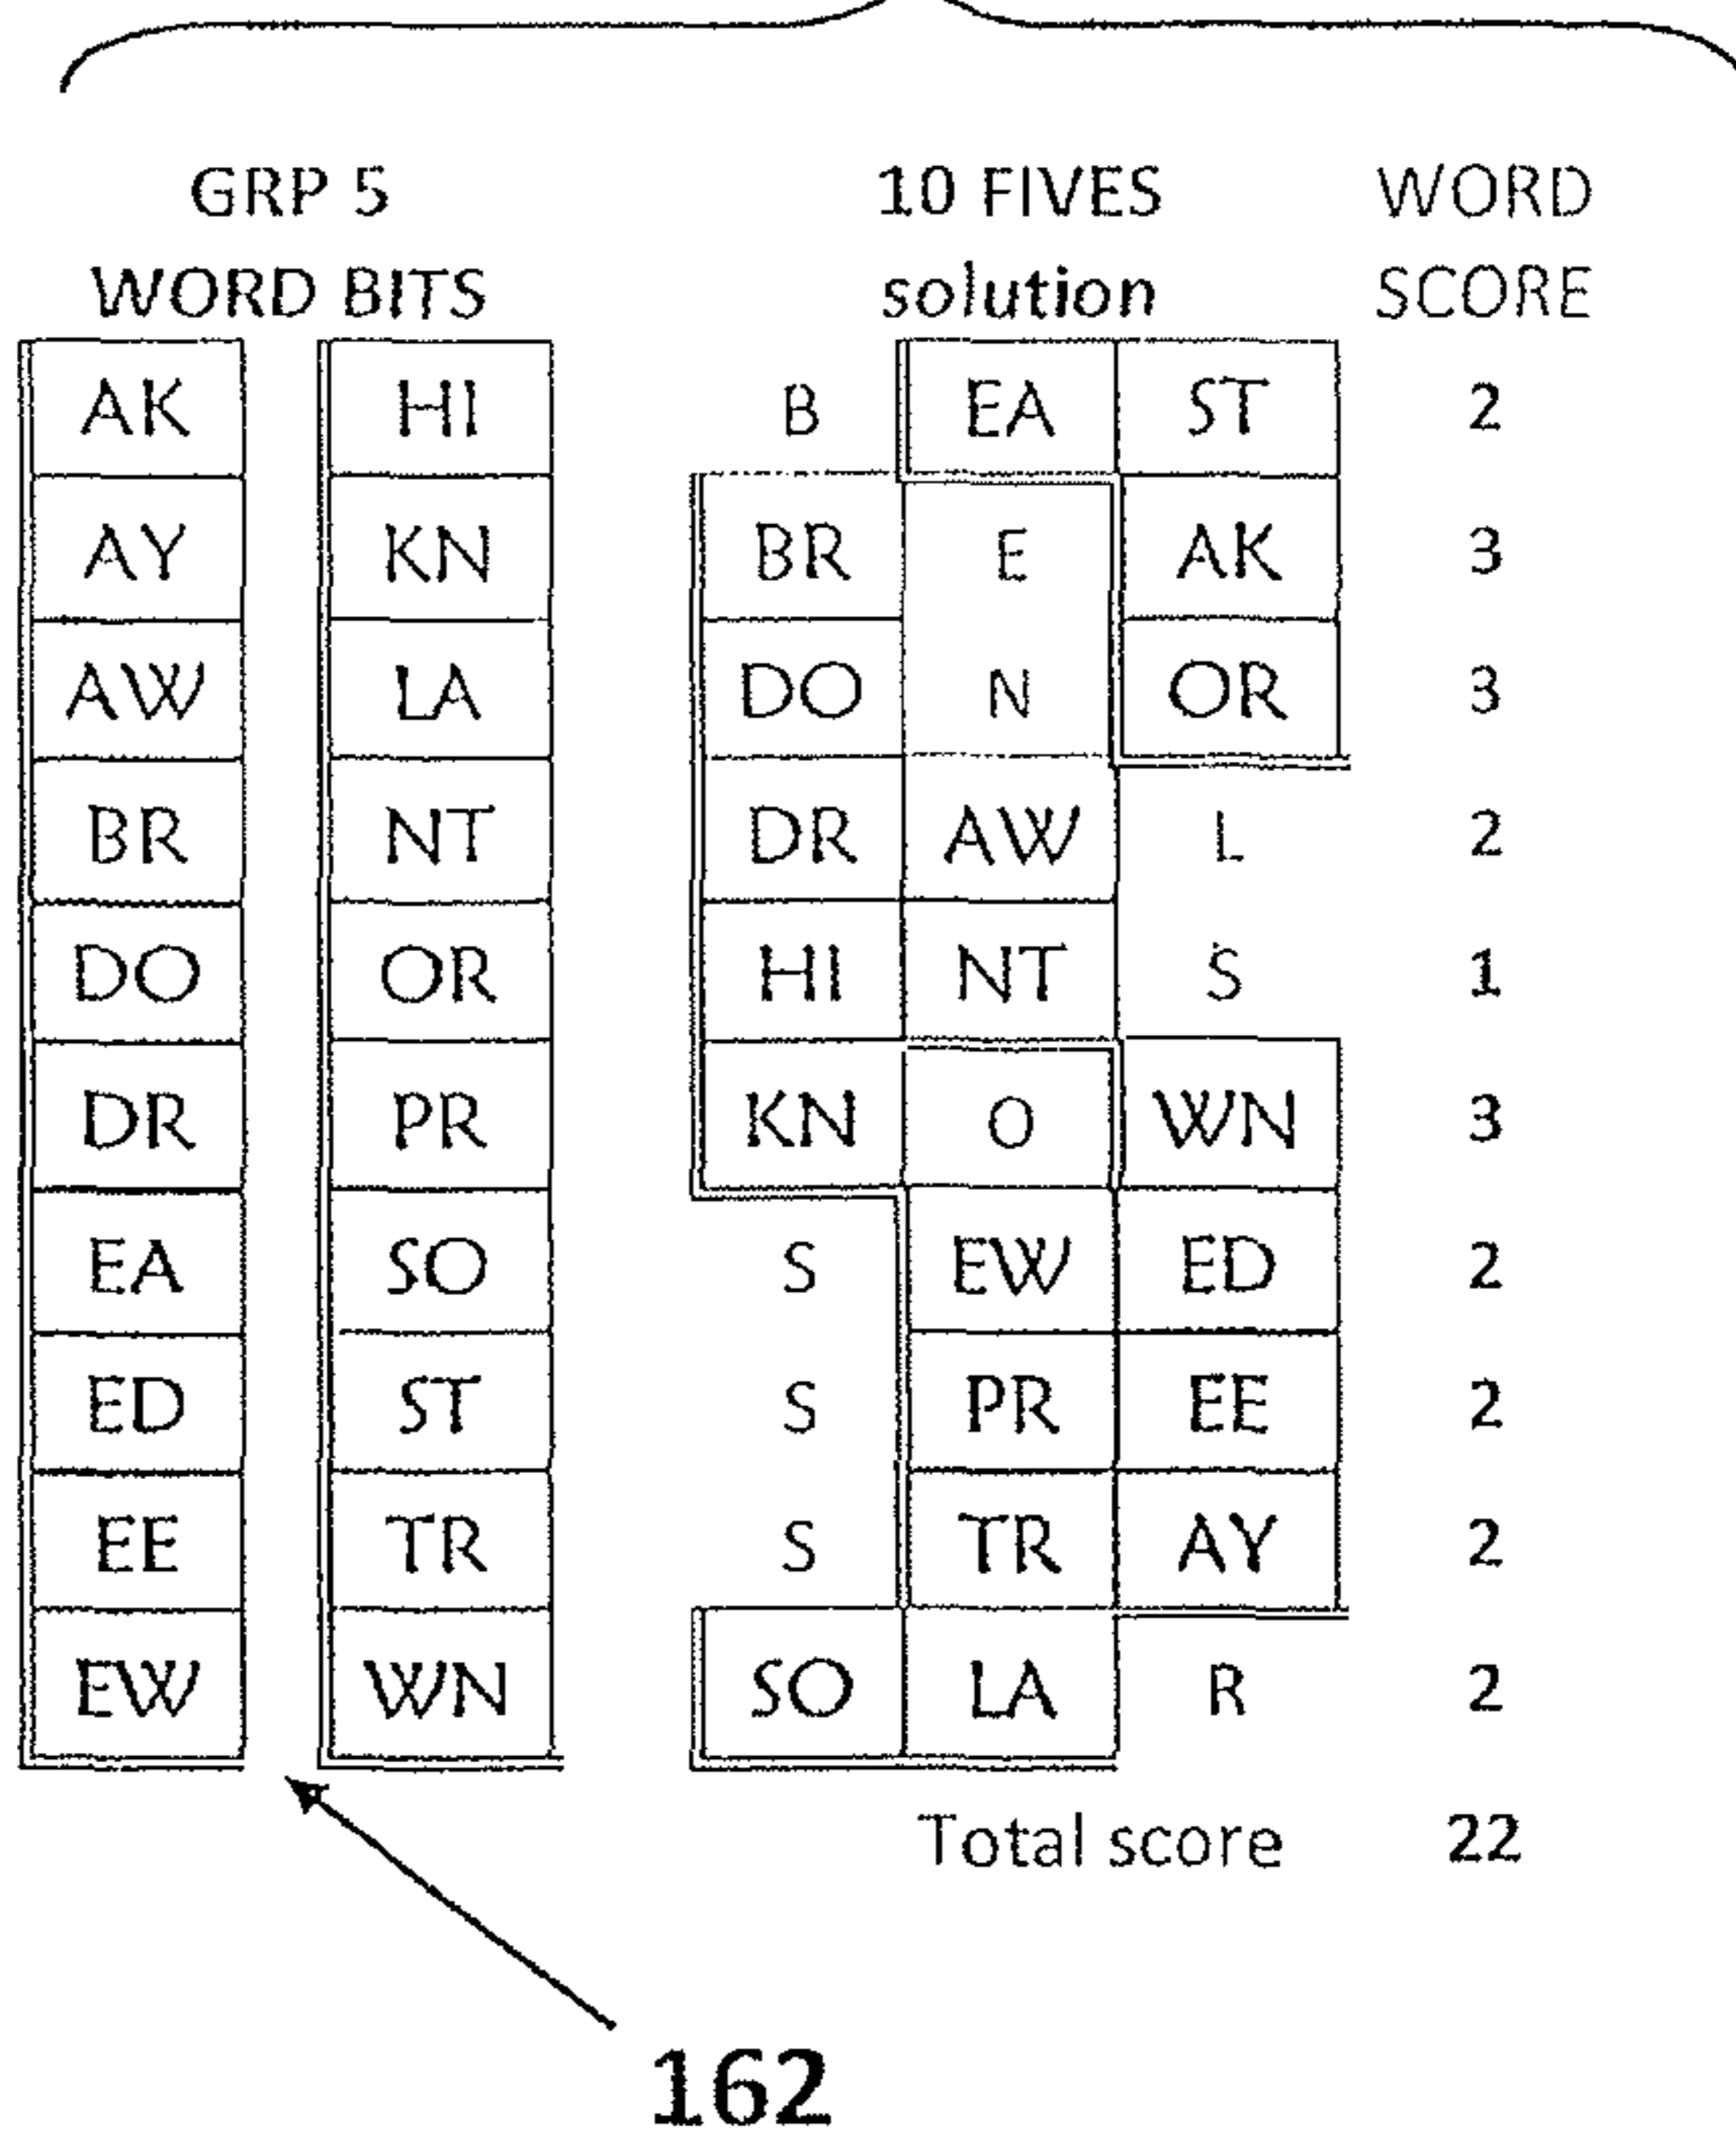 GRP 5 10 FIVES WORD
WORD BITS solution SCORE
AK HI B EA ST 2
AY KN BR E AK 3
AW LA DO N OR 3
BR NT DR AW L 2
DO OR HI NT S 1
DR PR KN O WN 3
EA SO S EW ED 2
ED ST S PR EE 2
EE TR S TR AY 2
EW WN SO LA R 2
Total score 22
162